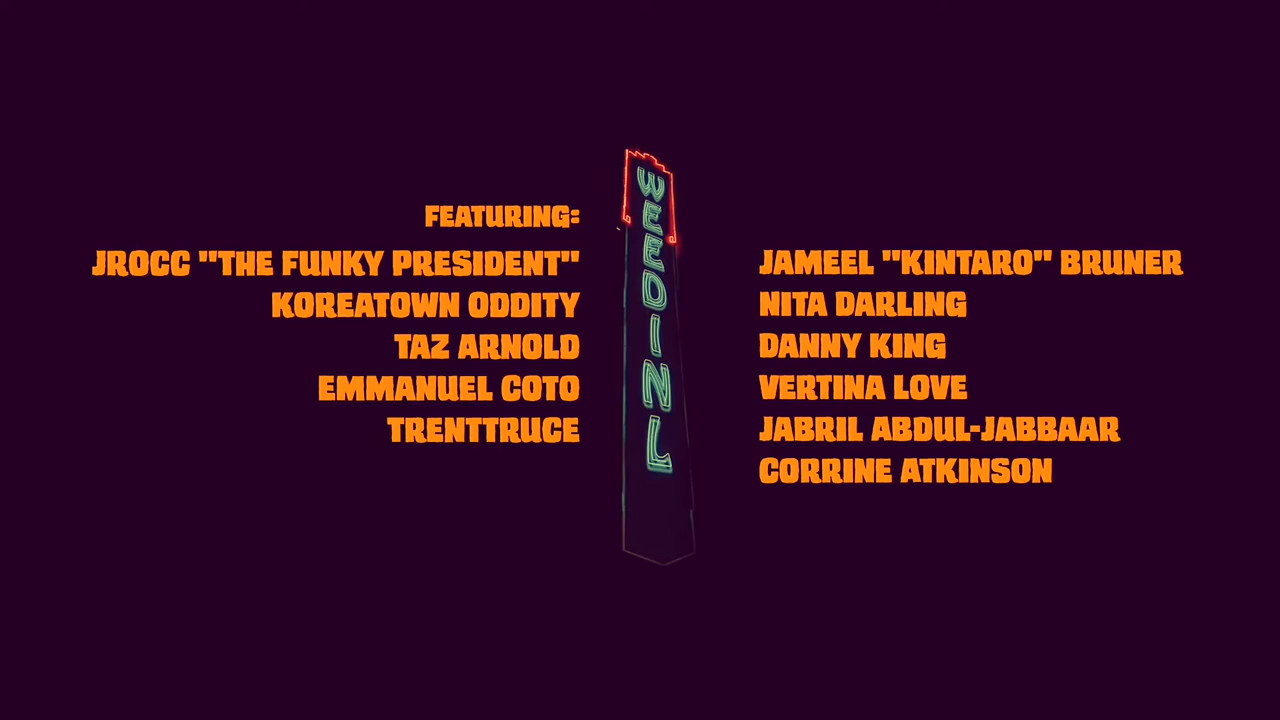 FEATURING:
JROCC "THE FUNKY PRESIDENT"
KOREATOWN ODDITY
TAZ ARNOLD
EMMANUEL COTO
TRENTTRUCE
WEEDINL
JAMEEL "KINTARO" BRUNER
NITA DARLING
DANNY KING
VERTINA LOVE
JABRIL ABDUL-JABBAAR
CORRINE ATKINSON